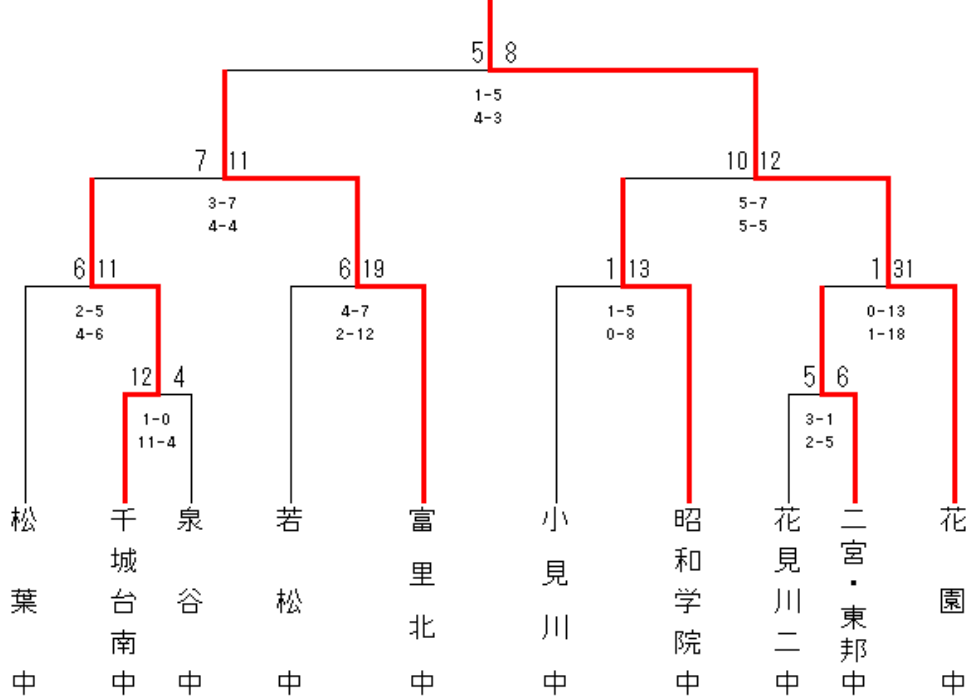 5 8
1-5
4-3
7 11
3-7
4-4
10 12
5-7
5-5
6 11
2-5
4-6
6 19
4-7
2-12
1 13
1-5
0-8
1 31
0-13
1-18
12 4
1-0
11-4
5 6
3-1
2-5
松葉中
千城台南中
泉谷中
若松中
富里北中
小見川中
昭和学院中
花見川二中
二宮・東邦中
花園中